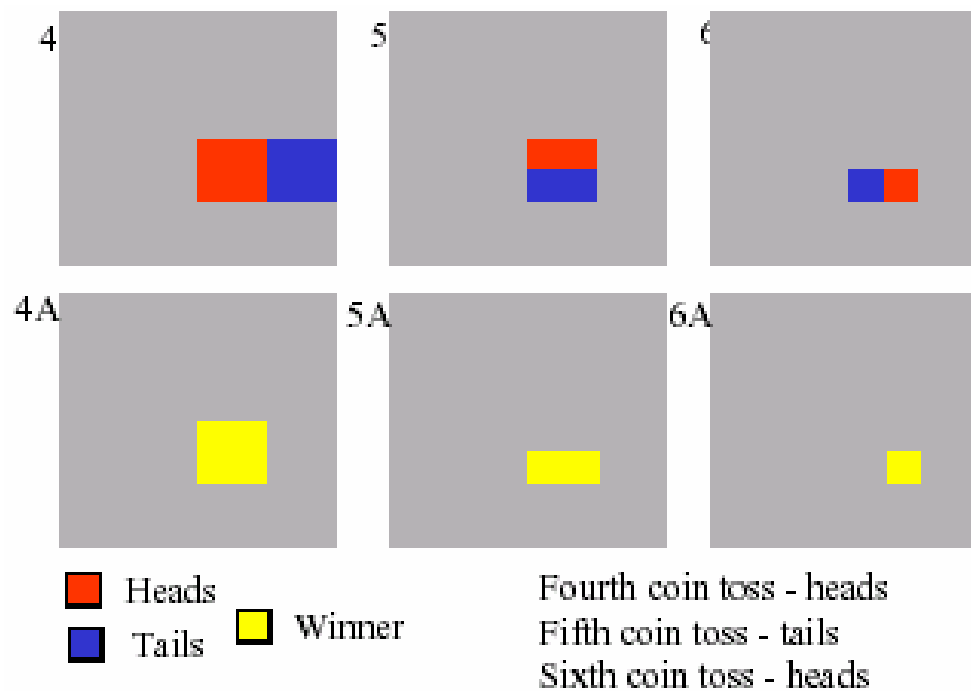 4
5
6
4A
5A
6A
Heads
Tails
Winner
Fourth coin toss - heads
Fifth coin toss - tails
Sixth coin toss - heads